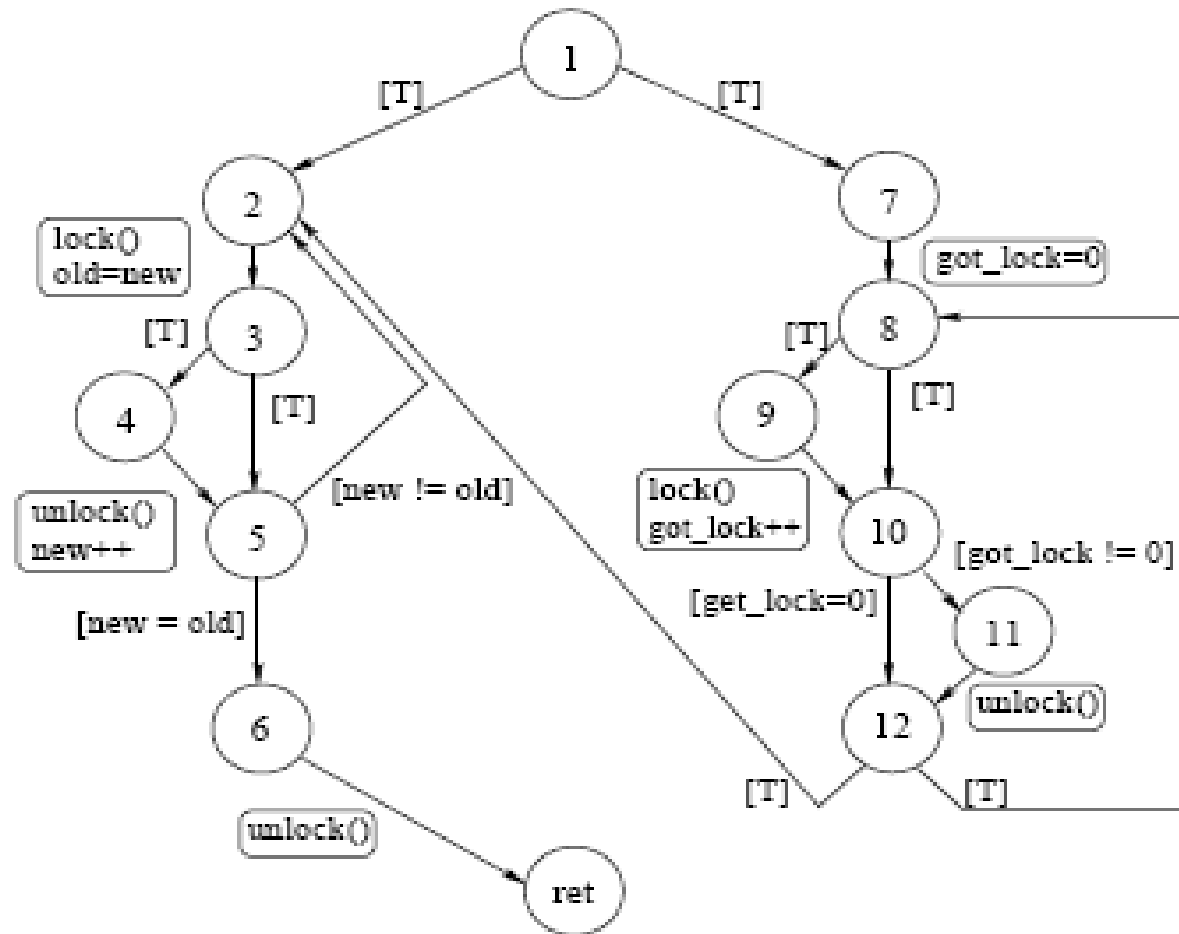 1
[T]
[T]
2
7
lock()
old=new
got_lock=0
[T]
3
[T]
8
[T]
[T]
4
9
[new != old]
lock()
got_lock++
unlock()
new++
5
10
[got_lock != 0]
[new = old]
[get_lock=0]
11
unlock()
6
12
[T]
[T]
unlock()
ret